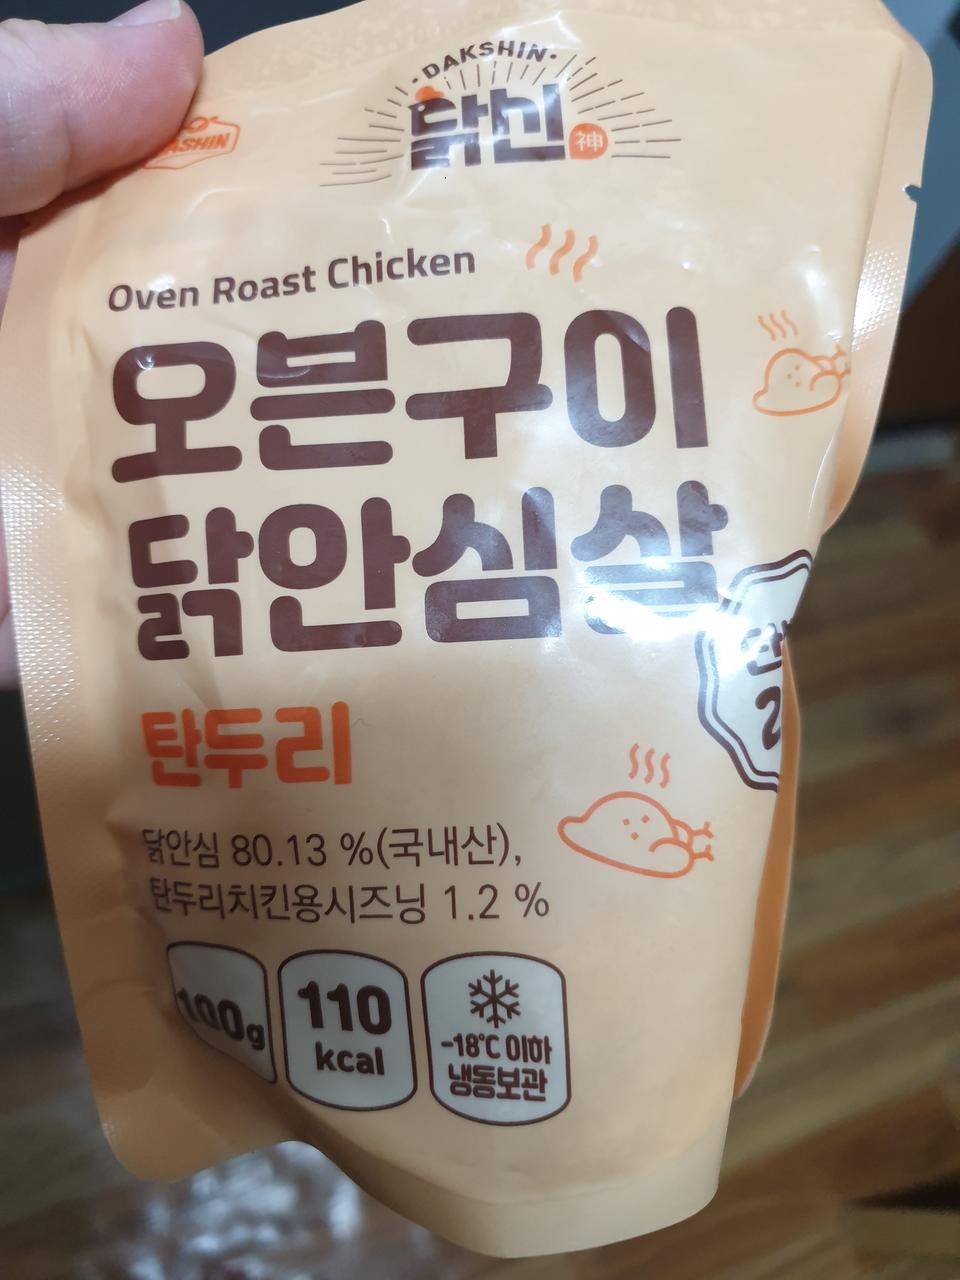 ·DAKSHIN·
닭신
神
Oven Roast Chicken
오븐구이
닭안심살
탄두리
닭안심 80.13 %(국내산),
탄두리치킨용시즈닝 1.2 %
100g
110
kcal
-18℃ 이하
냉동보관